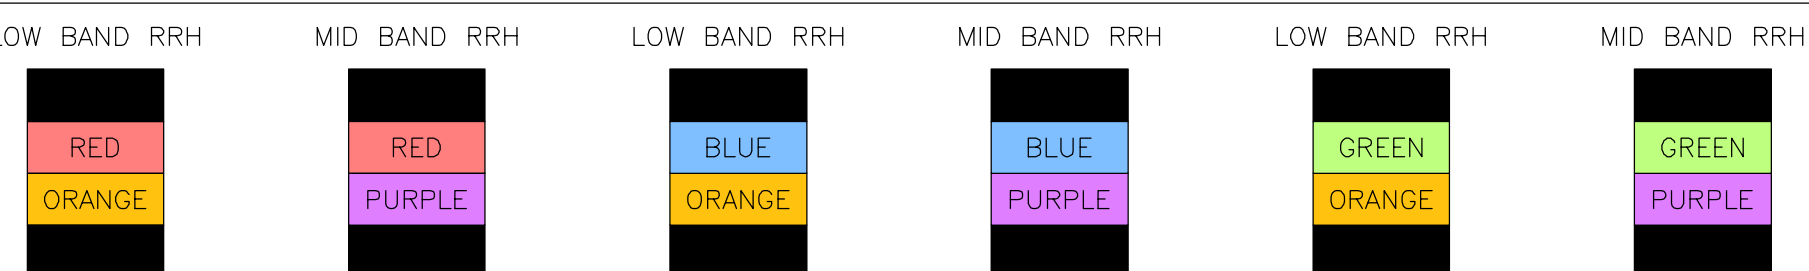 LOW BAND RRH MID BAND RRH LOW BAND RRH MID BAND RRH LOW BAND RRH MID BAND RRH
RED RED BLUE BLUE GREEN GREEN
ORANGE PURPLE ORANGE PURPLE ORANGE PURPLE